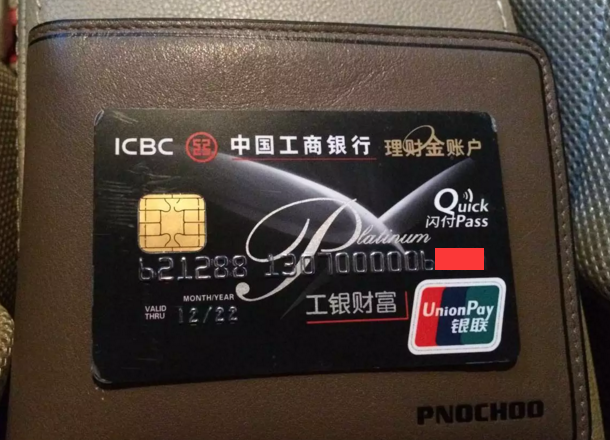 ICBC 中国工商银行 理财金账户
Quick
闪付Pass
Platinum
621288 1307000006
MONTH/YEAR
VALID THRU 12/22
工银财富
UnionPay
银联
PNOCHOO